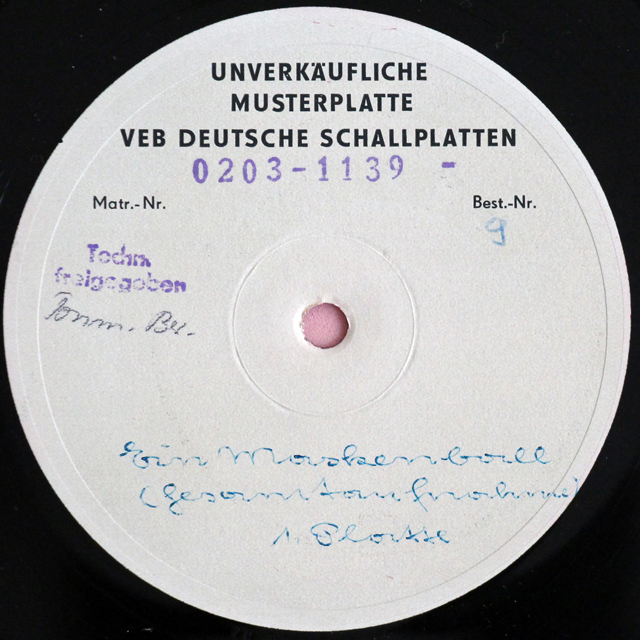 UNVERKÄUFLICHE
MUSTERPLATTE
VEB DEUTSCHE SCHALLPLATTEN
0203-1139 -
Matr.-Nr.
Best.-Nr.
9
Techn.
freigegeben
Ein Maskenball
(Gesamtaufnahme)
1. Platte